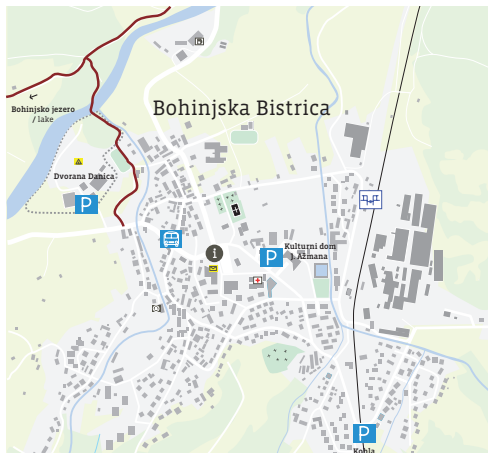 Bohinjsko jezero
/ lake
Bohinjska Bistrica
Dvorana Danica
P
i
P
Kulturni dom
J. Ažmana
P
Kobla